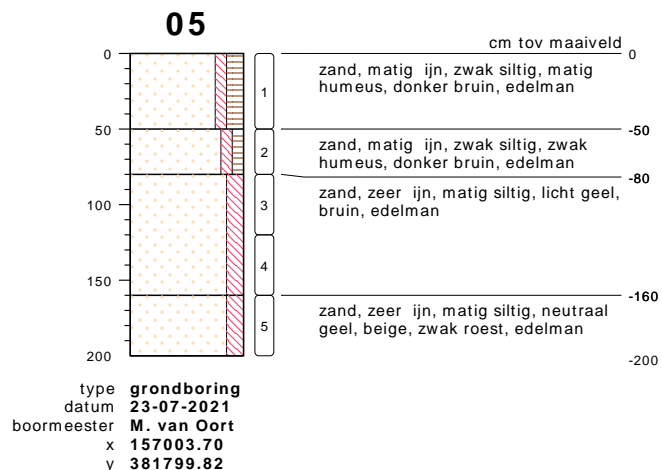 05
cm tov maaiveld
0
0
zand, matig ijn, zwak siltig, matig
humeus, donker bruin, edelman
1
50
-50
zand, matig ijn, zwak siltig, zwak
humeus, donker bruin, edelman
2
-80
zand, zeer ijn, matig siltig, licht geel,
bruin, edelman
3
100
4
150
-160
zand, zeer ijn, matig siltig, neutraal
geel, beige, zwak roest, edelman
5
200
-200
type grondboring
datum 23-07-2021
boormeester M. van Oort
x 157003.70
y 381799.82